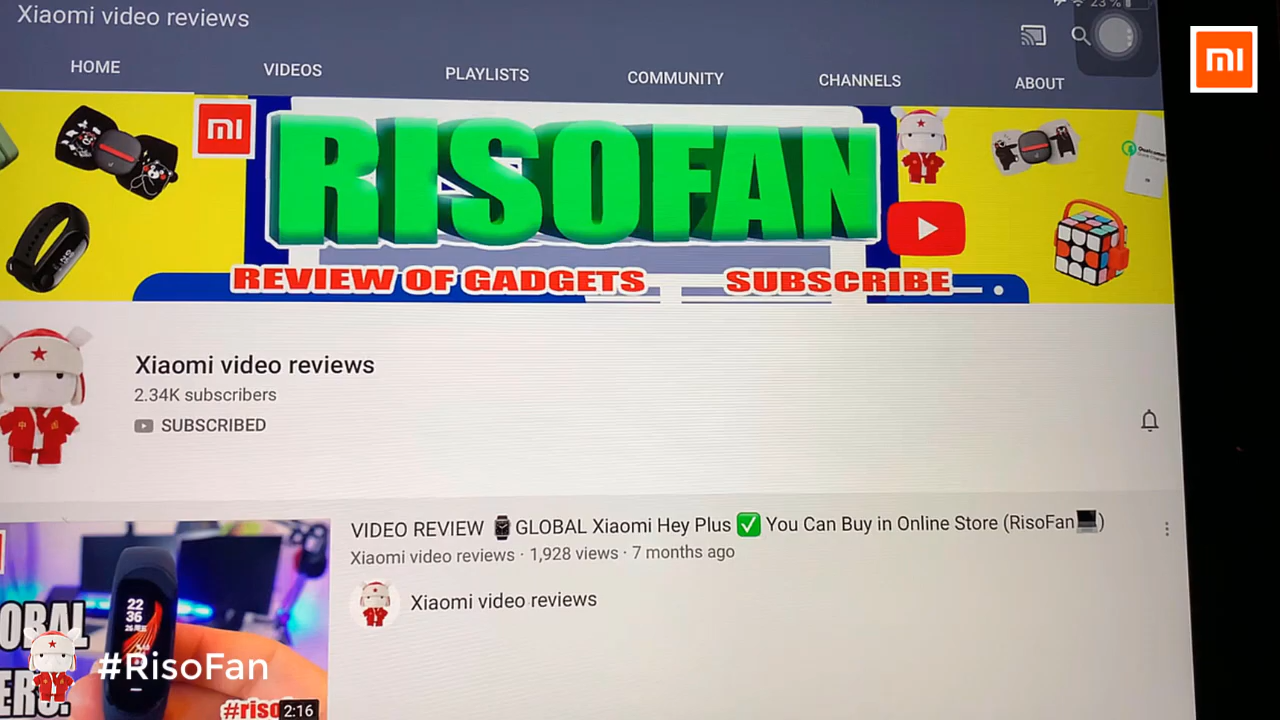 Xiaomi video reviews
23 %
HOME VIDEOS PLAYLISTS COMMUNITY CHANNELS ABOUT
RISOFAN
REVIEW OF GADGETS SUBSCRIBE
Xiaomi video reviews
2.34K subscribers
SUBSCRIBED
VIDEO REVIEW ⌚GLOBAL Xiaomi Hey Plus ✅ You Can Buy in Online Store (RisoFan💻)
Xiaomi video reviews · 1,928 views · 7 months ago
Xiaomi video reviews
22
36
#RisoFan
#riso
2:16
mi
mi